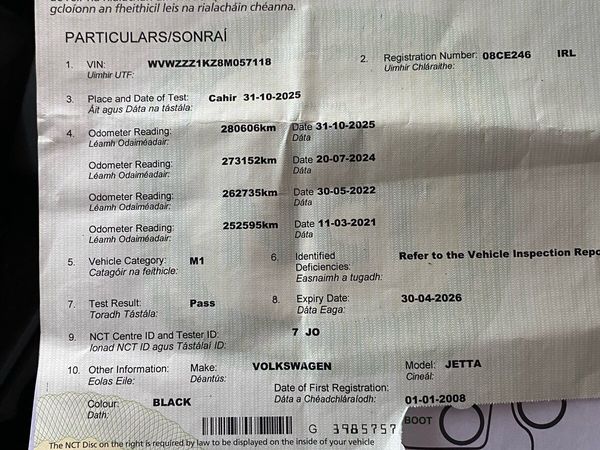 gcloíonn an fheithicil leis na rialacháin chéanna.
PARTICULARS/SONRAÍ
1. VIN: WVWZZZ1KZ8M057118 2. Registration Number: 08CE246 IRL
Uimhir UTF: Uimhir Chláraithe:
3. Place and Date of Test: Cahir 31-10-2025
Áit agus Dáta na tástála:
4. Odometer Reading: 280606km Date 31-10-2025
Léamh Odaiméadair: Dáta
Odometer Reading: 273152km Date 20-07-2024
Léamh Odaiméadair: Dáta
Odometer Reading: 262735km Date 30-05-2022
Léamh Odaiméadair: Dáta
Odometer Reading: 252595km Date 11-03-2021
Léamh Odaiméadair: Dáta
5. Vehicle Category: M1 6. Identified Refer to the Vehicle Inspection Repo
Catagóir na feithicle: Deficiencies:
Easnaimh a tugadh:
7. Test Result: Pass 8. Expiry Date: 30-04-2026
Toradh Tástála: Dáta Eaga:
9. NCT Centre ID and Tester ID: 7 JO
Ionad NCT ID agus Tástálaí ID:
10. Other Information: Make: VOLKSWAGEN Model: JETTA
Eolas Eile: Déantús: Cineál:
Date of First Registration:
Colour: BLACK Dáta a Chéadchláraíodh: 01-01-2008
Dath:
G 3985757 BOOT
The NCT Disc on the right is required by law to be displayed on the inside of your vehicle